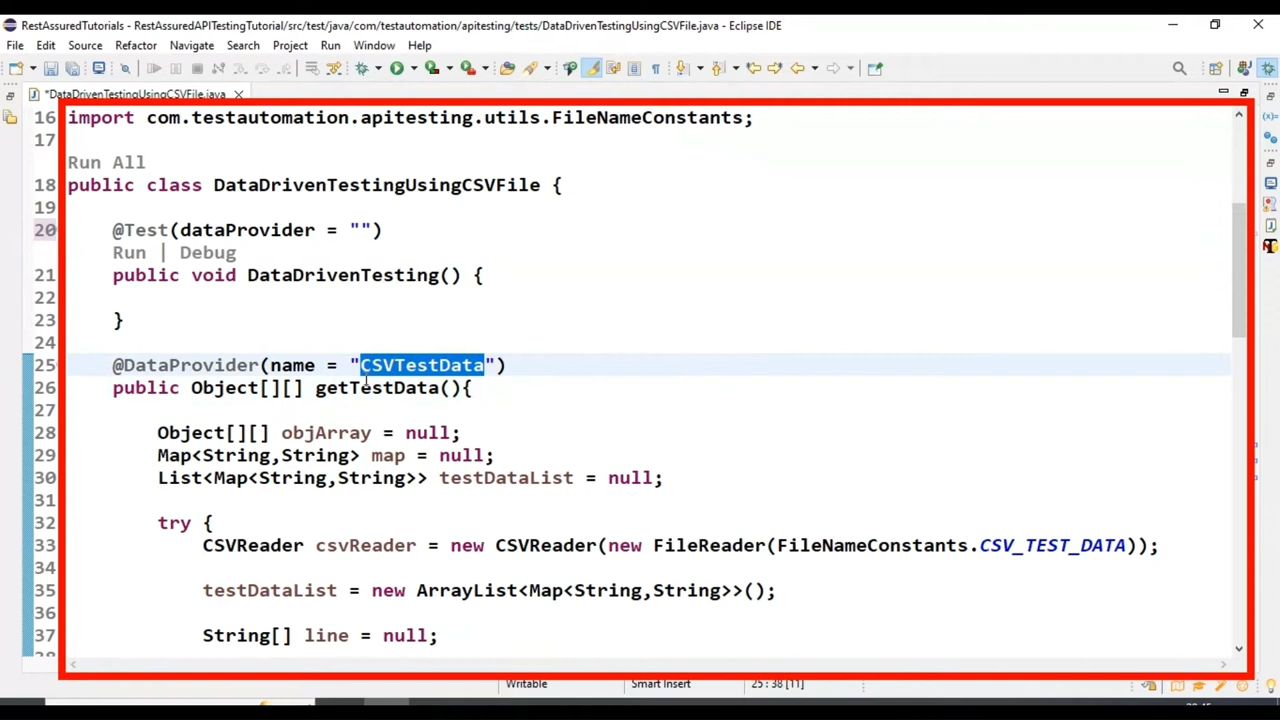 RestAssuredTutorials - RestAssuredAPITestingTutorial/src/test/java/com/testautomation/apitesting/tests/DataDrivenTestingUsingCSVFile.java - Eclipse IDE
File Edit Source Refactor Navigate Search Project Run Window Help
*DataDrivenTestingUsingCSVFile.java
16 import com.testautomation.apitesting.utils.FileNameConstants;
17
Run All
18 public class DataDrivenTestingUsingCSVFile {
19
20 @Test(dataProvider = "")
Run | Debug
21 public void DataDrivenTesting() {
22
23 }
24
25 @DataProvider(name = "CSVTestData")
26 public Object[][] getTestData(){
27
28 Object[][] objArray = null;
29 Map<String,String> map = null;
30 List<Map<String,String>> testDataList = null;
31
32 try {
33 CSVReader csvReader = new CSVReader(new FileReader(FileNameConstants.CSV_TEST_DATA));
34
35 testDataList = new ArrayList<Map<String,String>>();
36
37 String[] line = null;
Writable Smart Insert 25 : 38 [11]